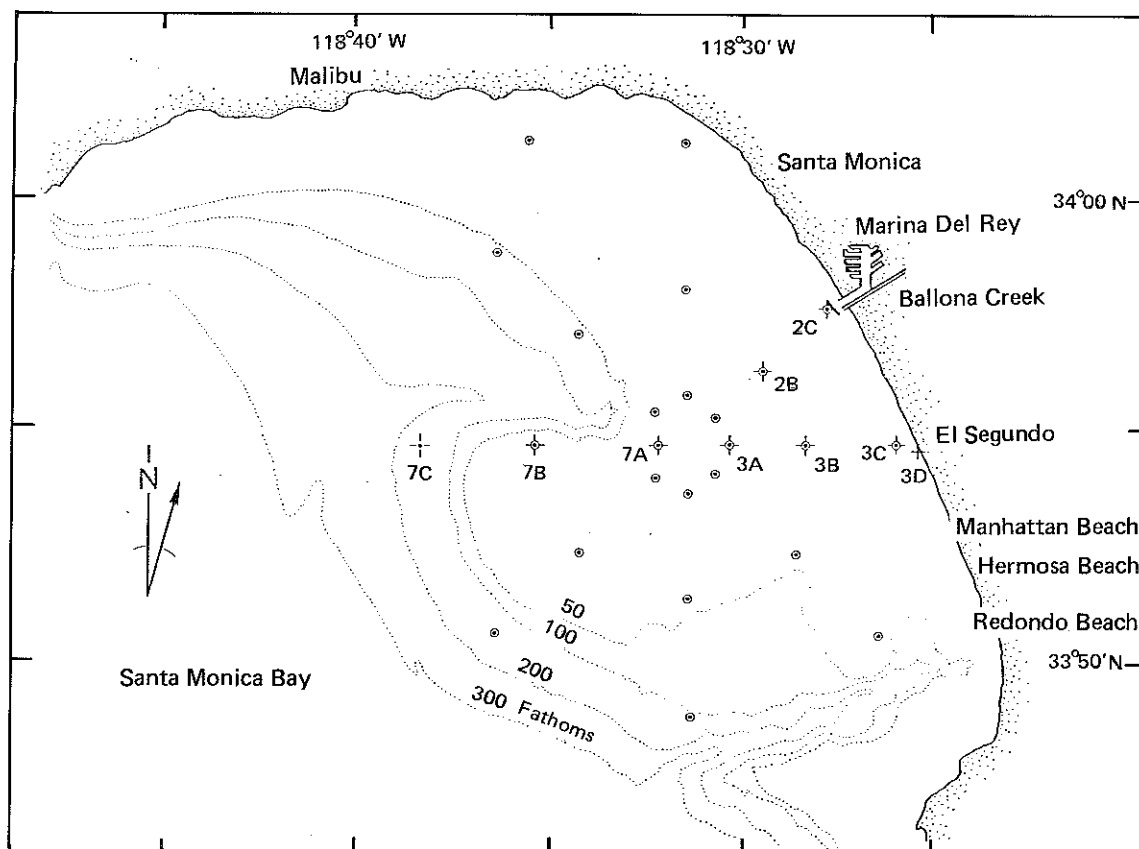 118°40' W
118°30' W
Malibu
Santa Monica
34°00 N
Marina Del Rey
Ballona Creek
2C
2B
El Segundo
7C
7B
7A
3A
3B
3C
3D
N
Manhattan Beach
Hermosa Beach
50
100
Redondo Beach
200
33°50' N
Santa Monica Bay
300 Fathoms